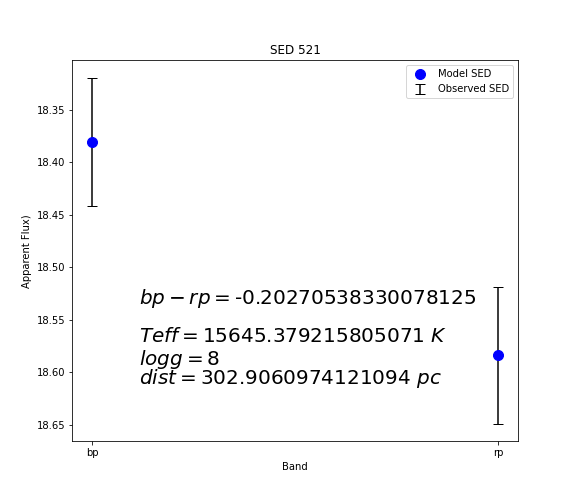 SED 521
Model SED
Observed SED
18.35
18.40
18.45
18.50
18.55
18.60
18.65
Apparent Flux)
bp − rp = -0.20270538330078125
Teff = 15645.379215805071 K
logg = 8
dist = 302.9060974121094 pc
bp
rp
Band